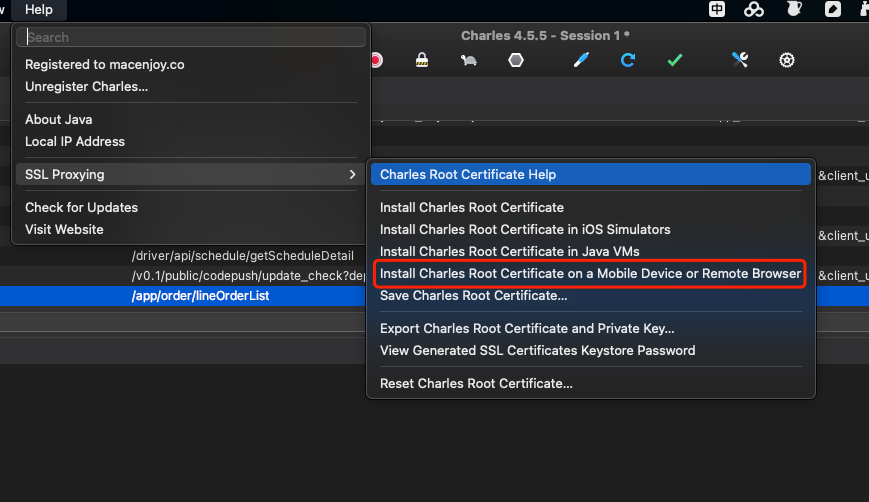 Help
Search
Charles 4.5.5 - Session 1 *
Registered to macenjoy.co
Unregister Charles...
About Java
Local IP Address
SSL Proxying
Check for Updates
Visit Website
Charles Root Certificate Help
Install Charles Root Certificate
Install Charles Root Certificate in iOS Simulators
Install Charles Root Certificate in Java VMs
Install Charles Root Certificate on a Mobile Device or Remote Browser
Save Charles Root Certificate...
Export Charles Root Certificate and Private Key...
View Generated SSL Certificates Keystore Password
Reset Charles Root Certificate...
&client_u
&client_u
/driver/api/schedule/getScheduleDetail
/v0.1/public/codepush/update_check?dep
&client_u
/app/order/lineOrderList
中